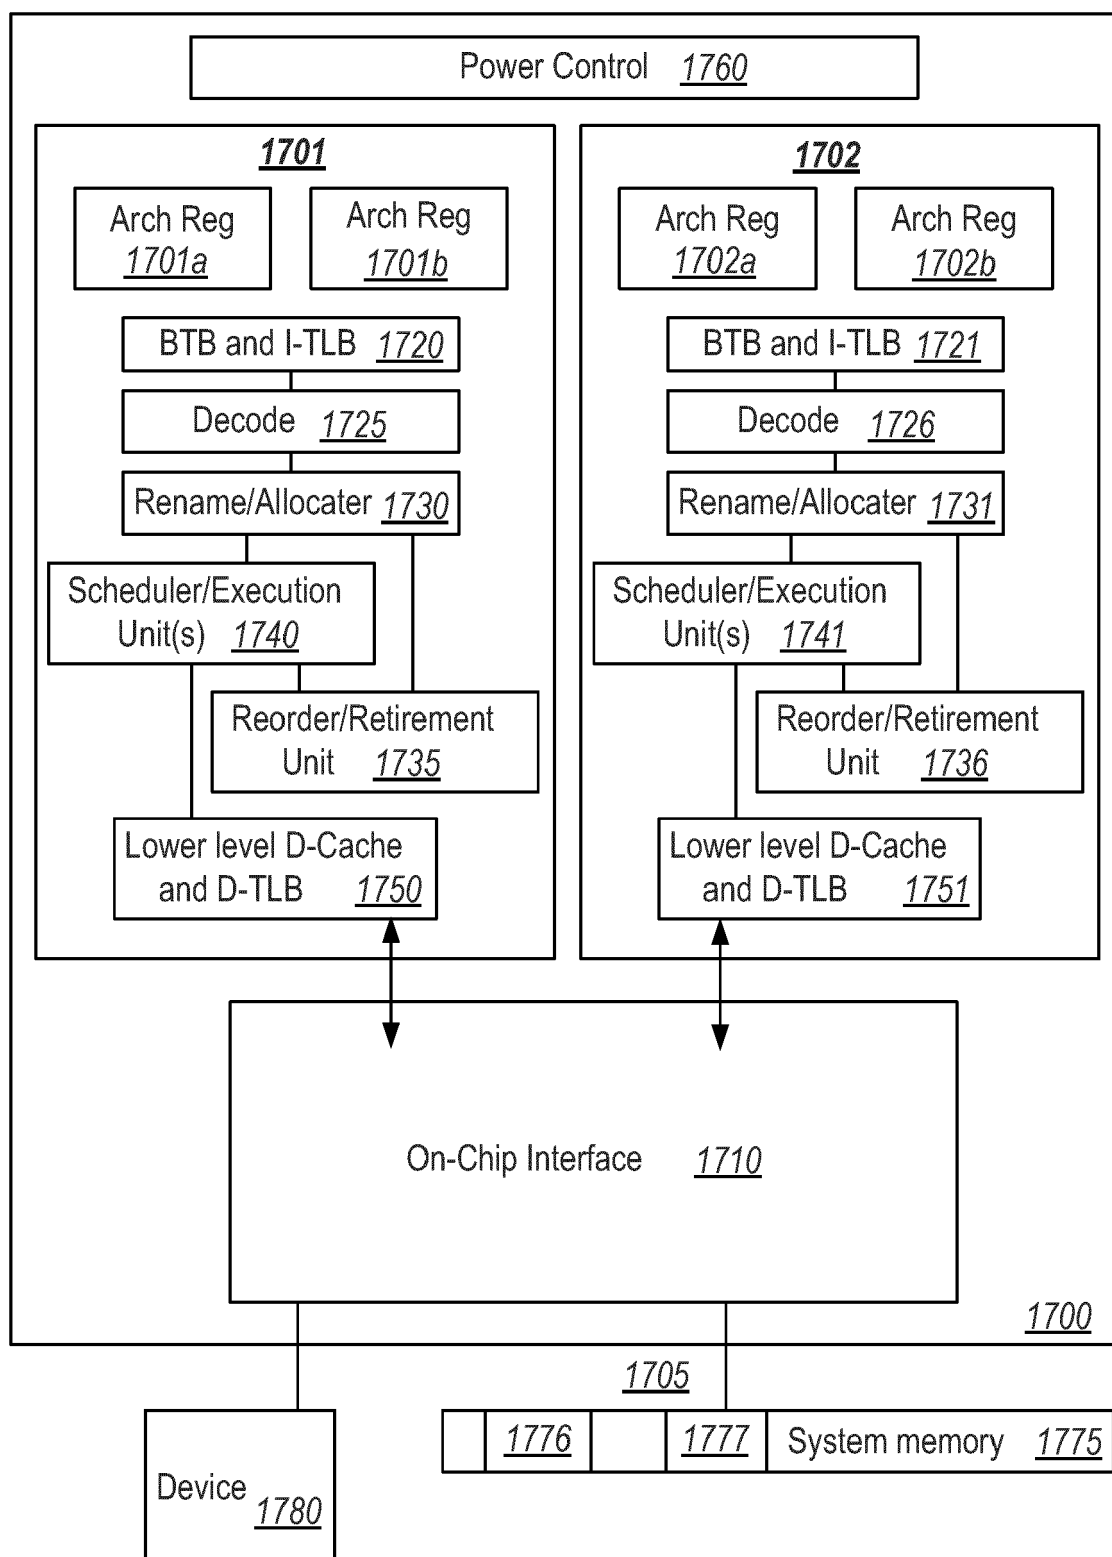 Power Control 1760
1701
Arch Reg
1701a
Arch Reg
1701b
BTB and I-TLB 1720
Decode 1725
Rename/Allocater 1730
Scheduler/Execution
Unit(s) 1740
Reorder/Retirement
Unit 1735
Lower level D-Cache
and D-TLB 1750
1702
Arch Reg
1702a
Arch Reg
1702b
BTB and I-TLB 1721
Decode 1726
Rename/Allocater 1731
Scheduler/Execution
Unit(s) 1741
Reorder/Retirement
Unit 1736
Lower level D-Cache
and D-TLB 1751
On-Chip Interface 1710
1700
1705
1776
1777
System memory 1775
Device 1780